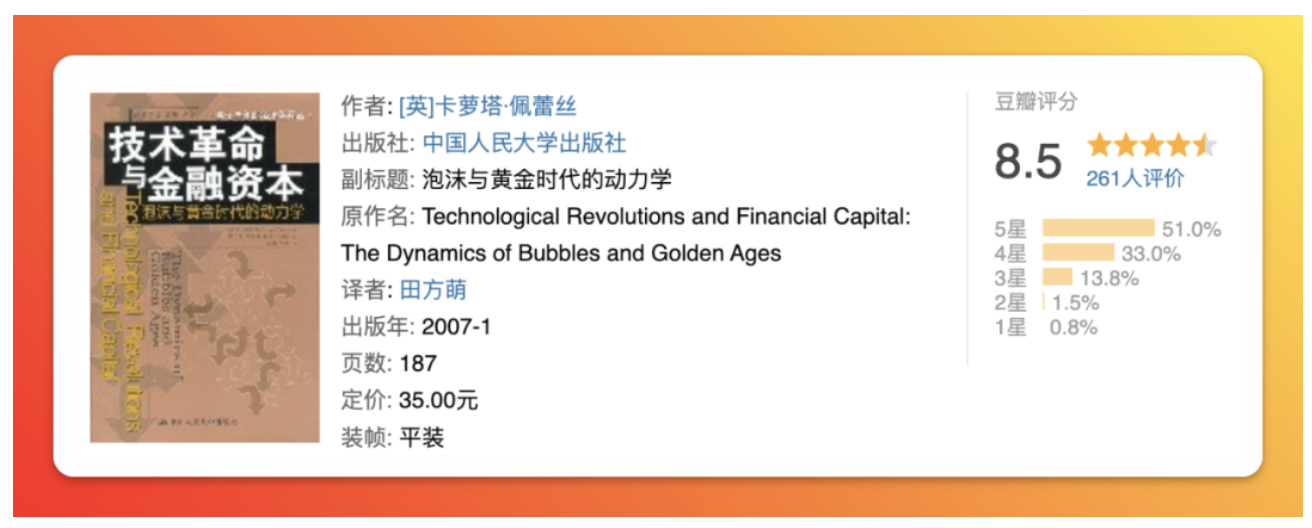 技术革命
与金融资本
泡沫与黄金时代的动力学
Technological Revolutions
and Financial Capital
The Dynamics of
Bubbles and
Golden Ages
作者: [英]卡萝塔·佩蕾丝
出版社: 中国人民大学出版社
副标题: 泡沫与黄金时代的动力学
原作名: Technological Revolutions and Financial Capital:
The Dynamics of Bubbles and Golden Ages
译者: 田方萌
出版年: 2007-1
页数: 187
定价: 35.00元
装帧: 平装
豆瓣评分
8.5
261人评价
5星 51.0%
4星 33.0%
3星 13.8%
2星 1.5%
1星 0.8%